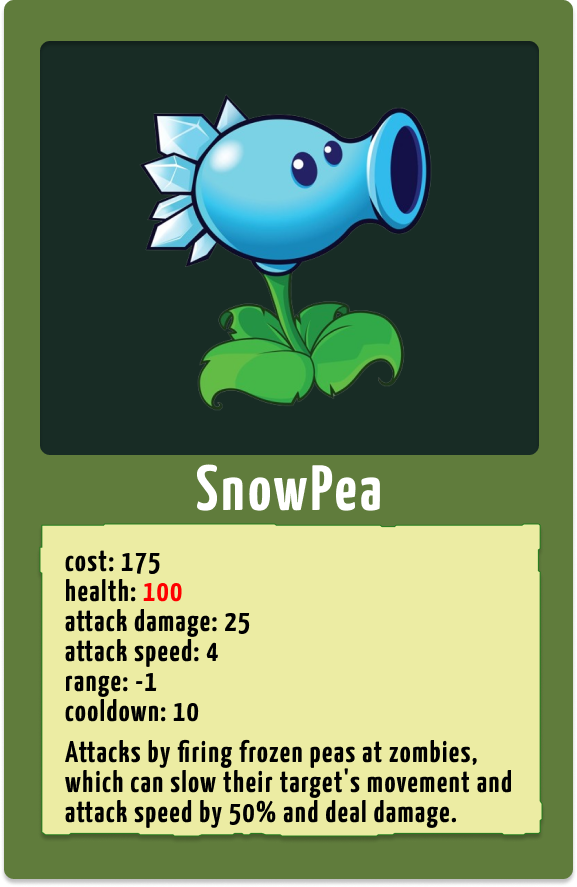 SnowPea
cost: 175
health: 100
attack damage: 25
attack speed: 4
range: -1
cooldown: 10
Attacks by firing frozen peas at zombies,
which can slow their target's movement and
attack speed by 50% and deal damage.